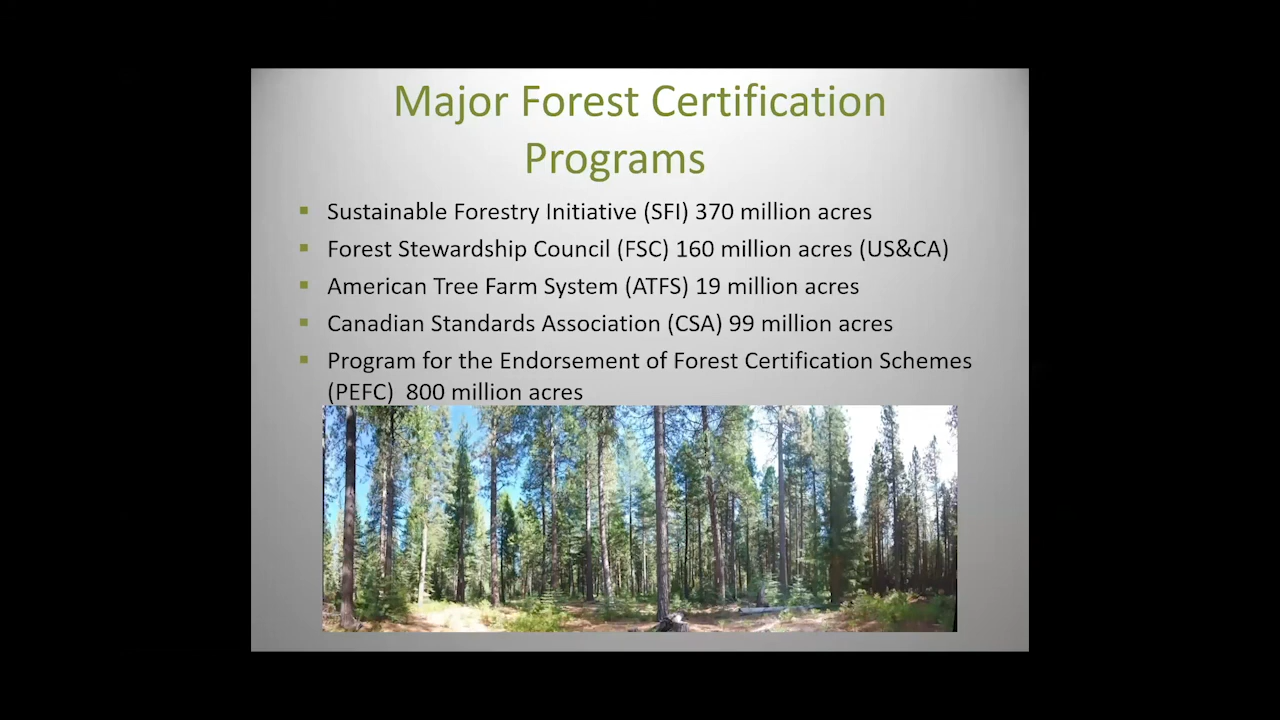 Major Forest Certification
Programs
▪ Sustainable Forestry Initiative (SFI) 370 million acres
▪ Forest Stewardship Council (FSC) 160 million acres (US&CA)
▪ American Tree Farm System (ATFS) 19 million acres
▪ Canadian Standards Association (CSA) 99 million acres
▪ Program for the Endorsement of Forest Certification Schemes
(PEFC) 800 million acres